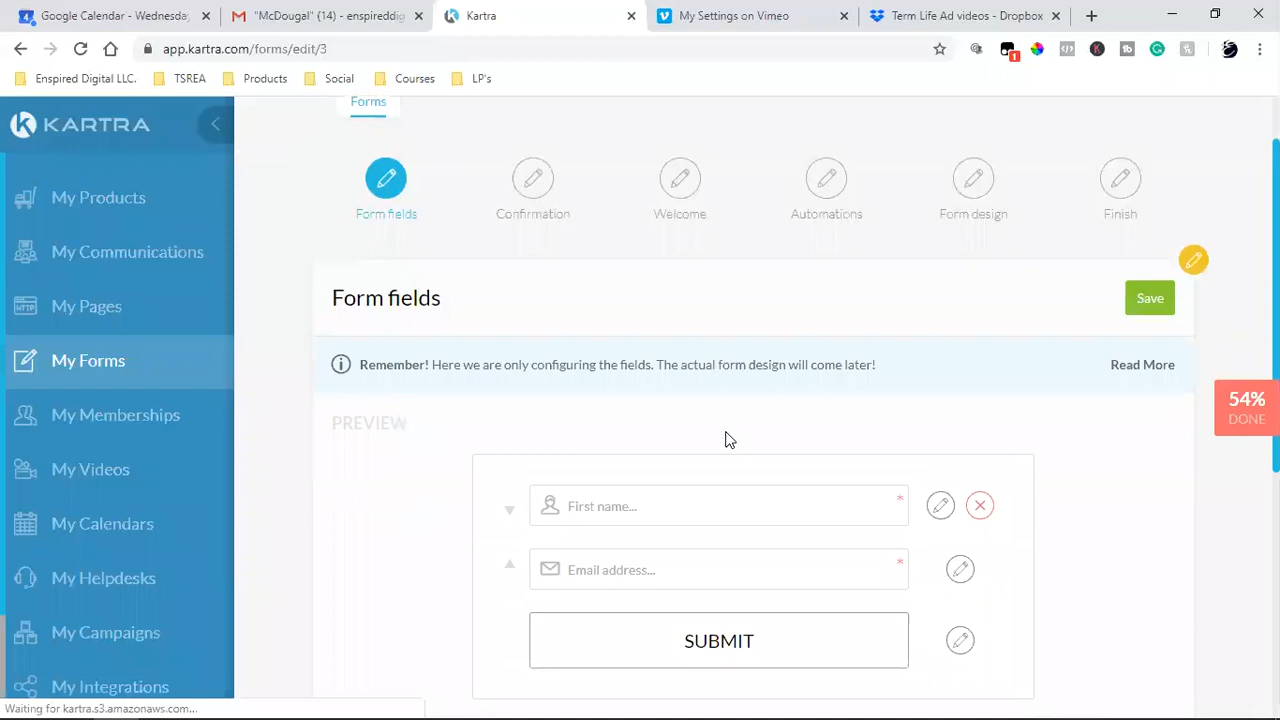 Google Calendar - Wednesda
"McDougal" (14) - enspireddig
Kartra
My Settings on Vimeo
Term Life Ad videos - Dropbox
app.kartra.com/forms/edit/3
1
Enspired Digital LLC.
TSREA
Products
Social
Courses
LP's
KARTRA
Forms
Form fields
Confirmation
Welcome
Automations
Form design
Finish
My Products
My Communications
My Pages
My Forms
My Memberships
My Videos
My Calendars
My Helpdesks
My Campaigns
My Integrations
Form fields
Save
Remember! Here we are only configuring the fields. The actual form design will come later!
Read More
PREVIEW
54%
DONE
First name... *
Email address... *
SUBMIT
Waiting for kartra.s3.amazonaws.com...